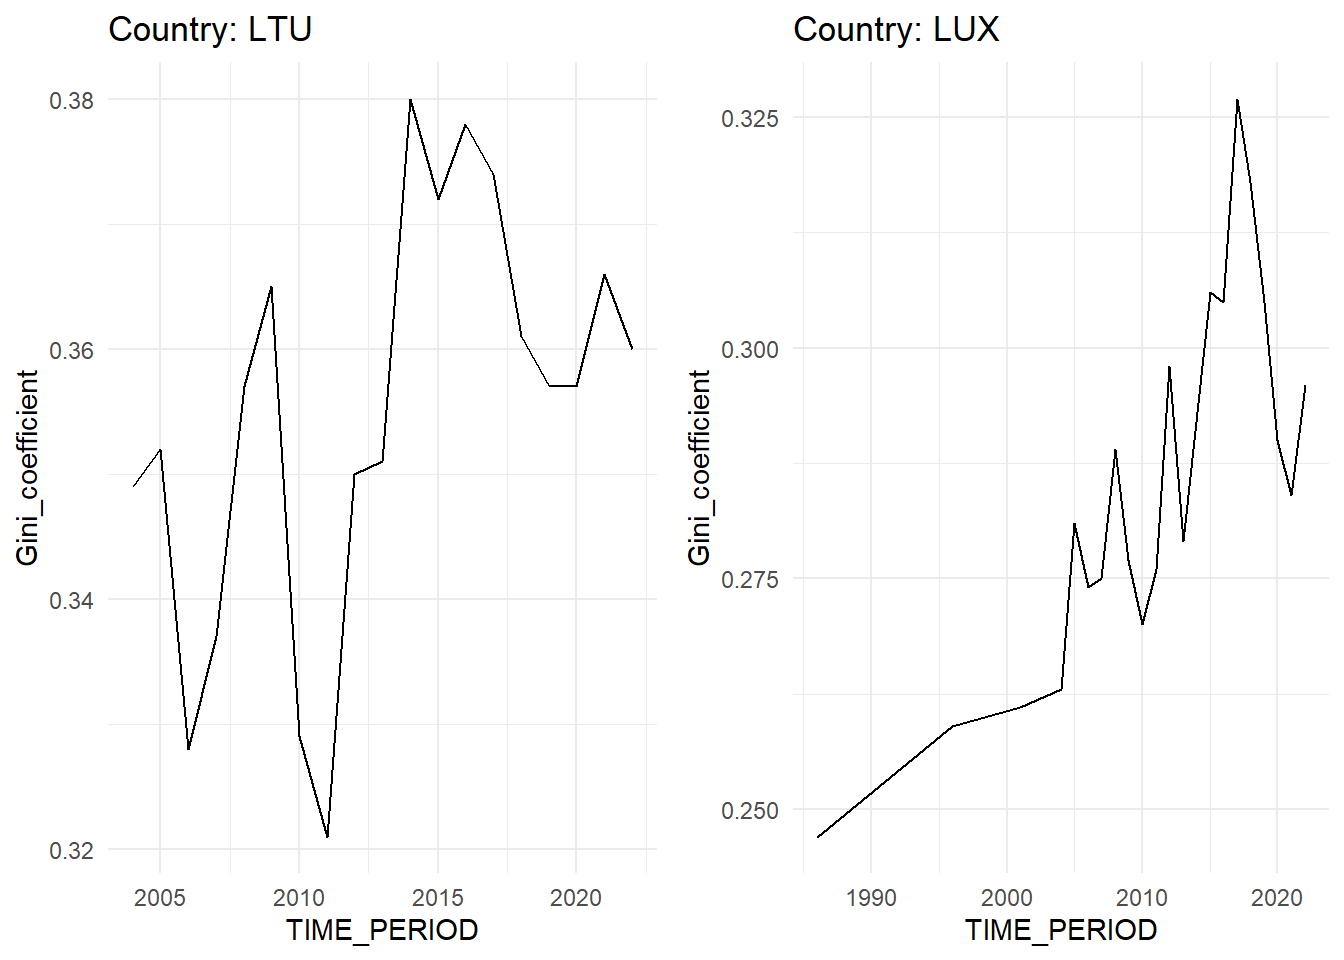 Country: LTU
0.38
0.36
0.34
0.32
Gini_coefficient
2005 2010 2015 2020
TIME_PERIOD
Country: LUX
0.325
0.300
0.275
0.250
Gini_coefficient
1990 2000 2010 2020
TIME_PERIOD